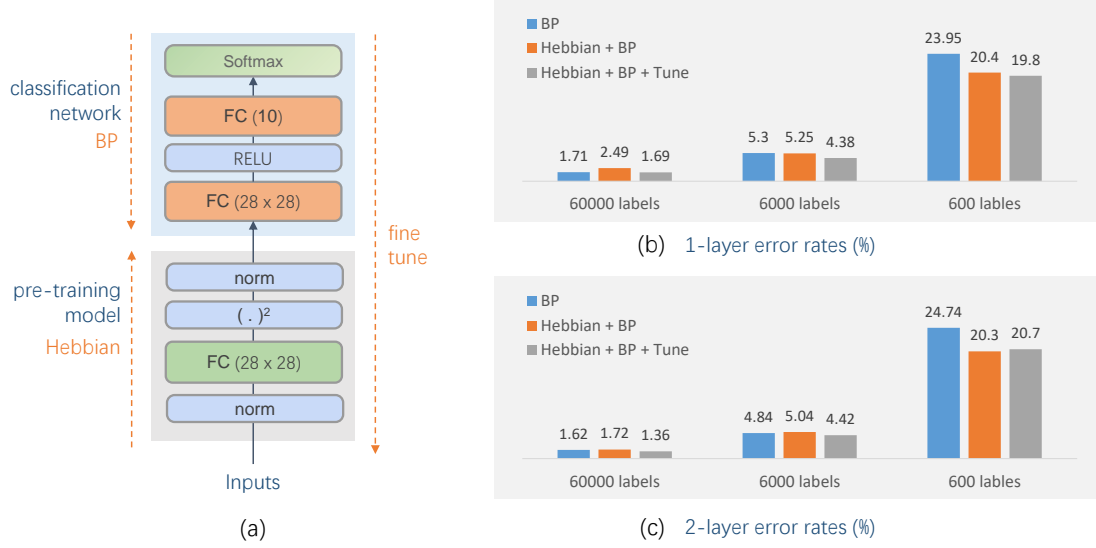 Softmax
FC (10)
RELU
FC (28 x 28)
classification
network
BP
fine
tune
norm
( . )²
FC (28 x 28)
norm
pre-training
model
Hebbian
Inputs
(a)
BP
Hebbian + BP
Hebbian + BP + Tune
1.71 2.49 1.69
5.3 5.25 4.38
23.95 20.4 19.8
60000 labels 6000 labels 600 lables
(b) 1-layer error rates (%)
BP
Hebbian + BP
Hebbian + BP + Tune
1.62 1.72 1.36
4.84 5.04 4.42
24.74 20.3 20.7
60000 labels 6000 labels 600 lables
(c) 2-layer error rates (%)